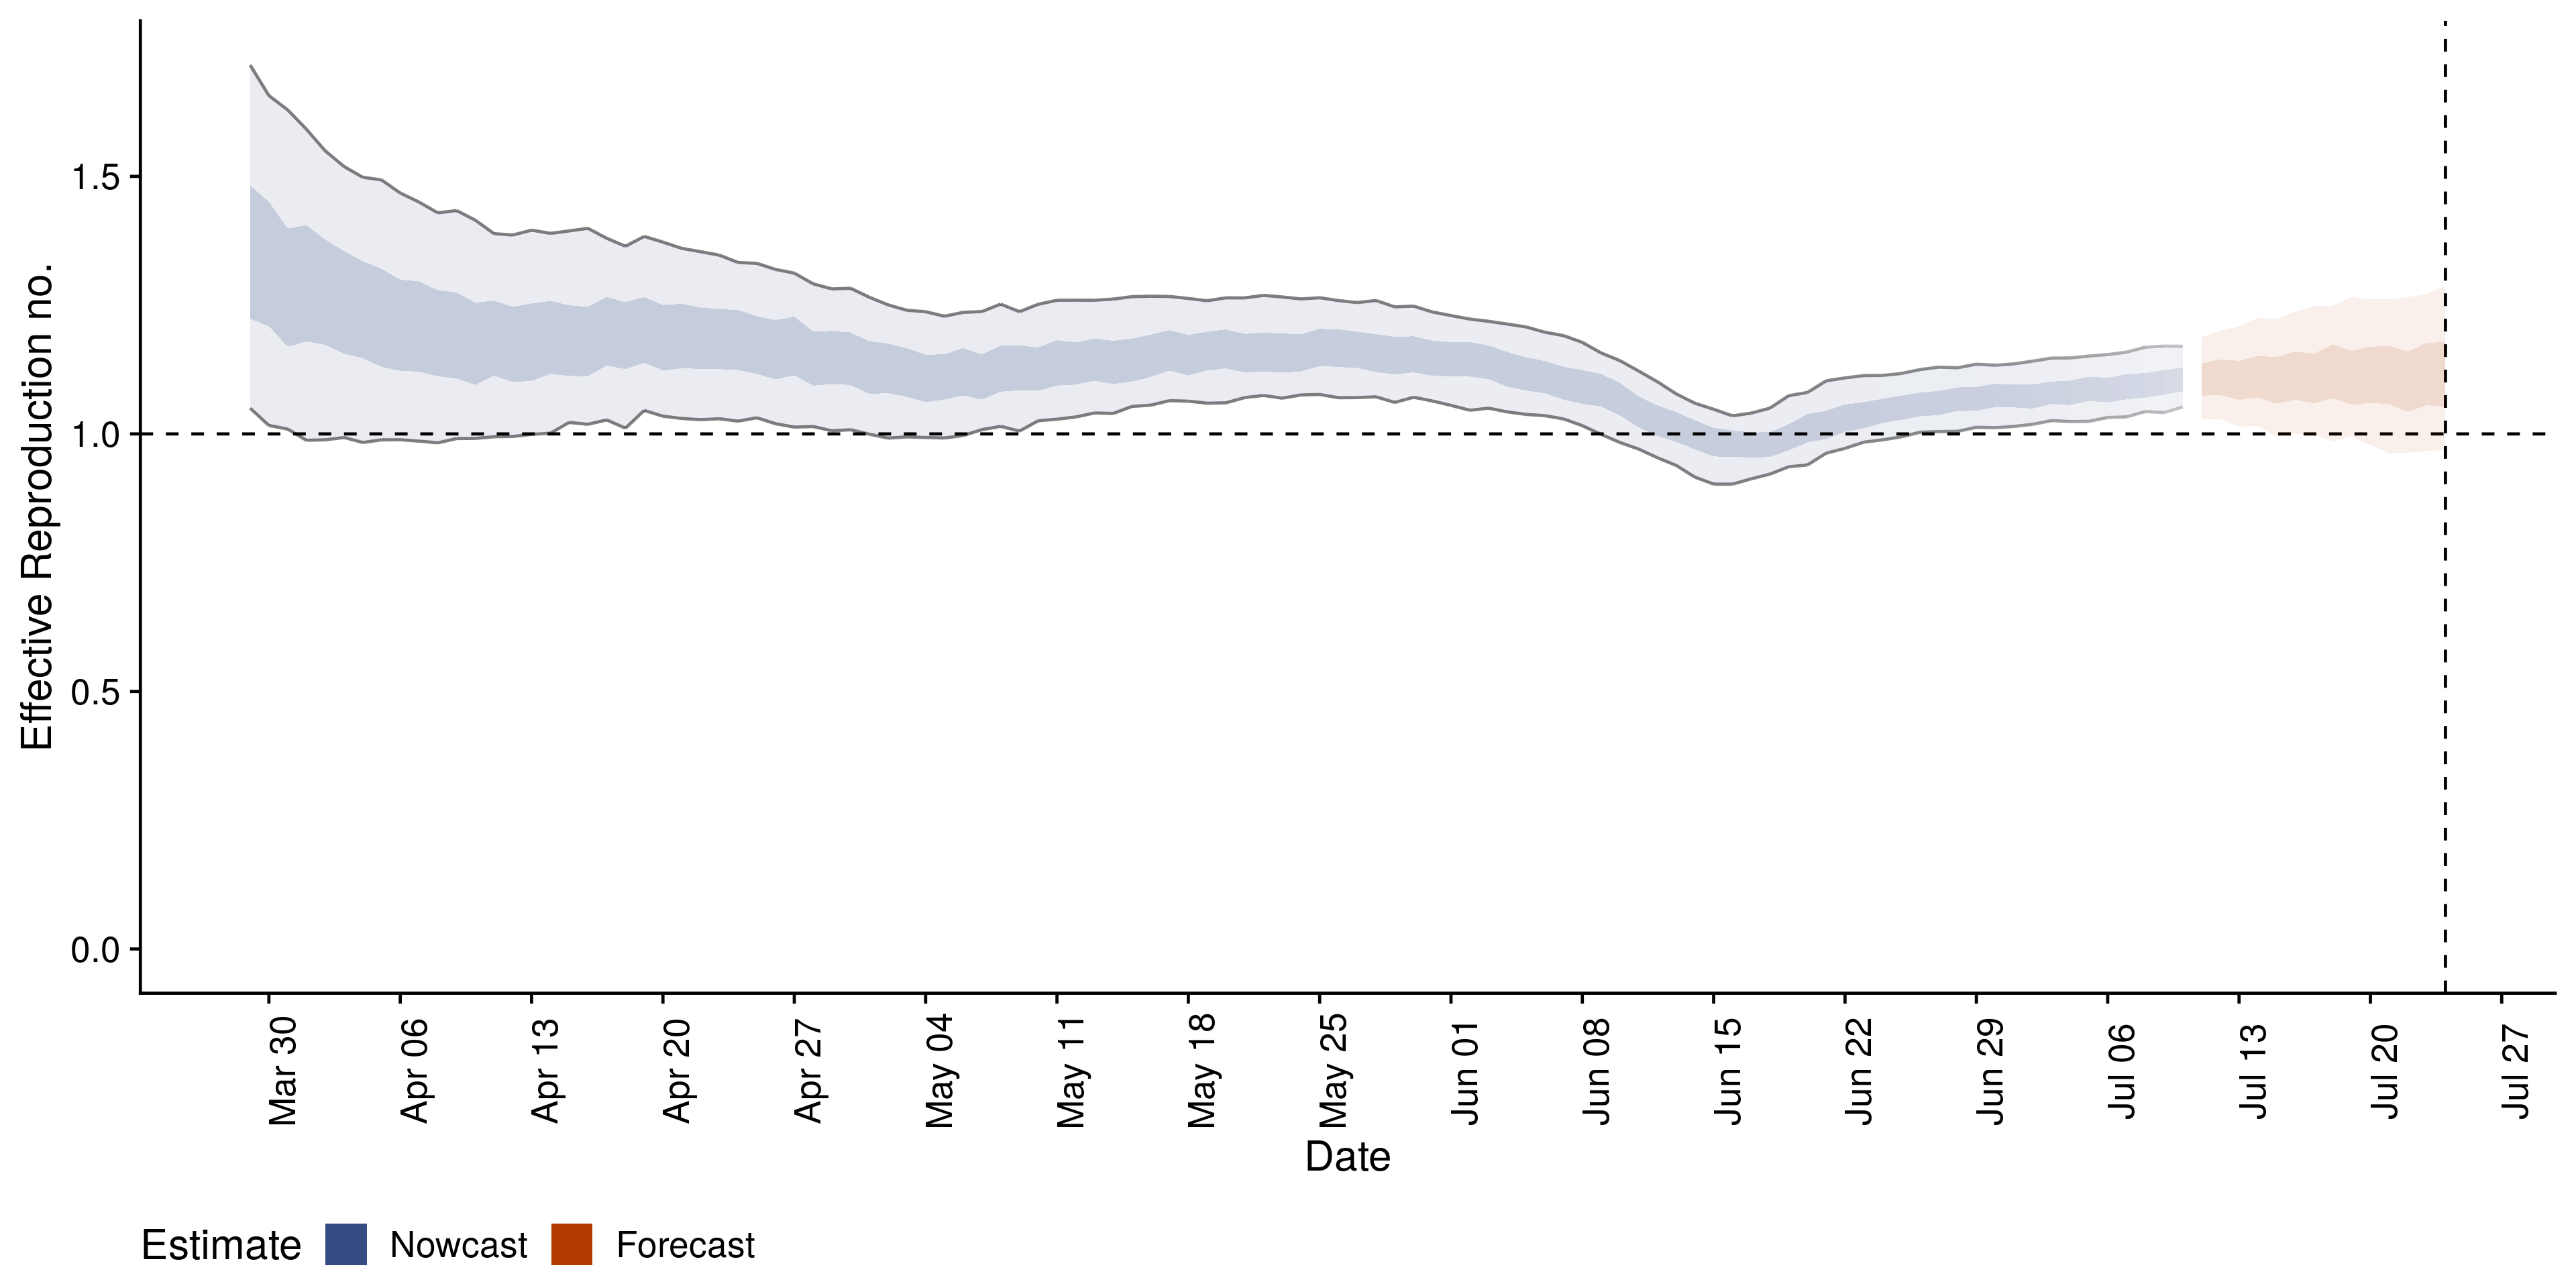 Effective Reproduction no.
1.5
1.0
0.5
0.0
Mar 30
Apr 06
Apr 13
Apr 20
Apr 27
May 04
May 11
May 18
May 25
Jun 01
Jun 08
Jun 15
Jun 22
Jun 29
Jul 06
Jul 13
Jul 20
Jul 27
Date
Estimate Nowcast Forecast